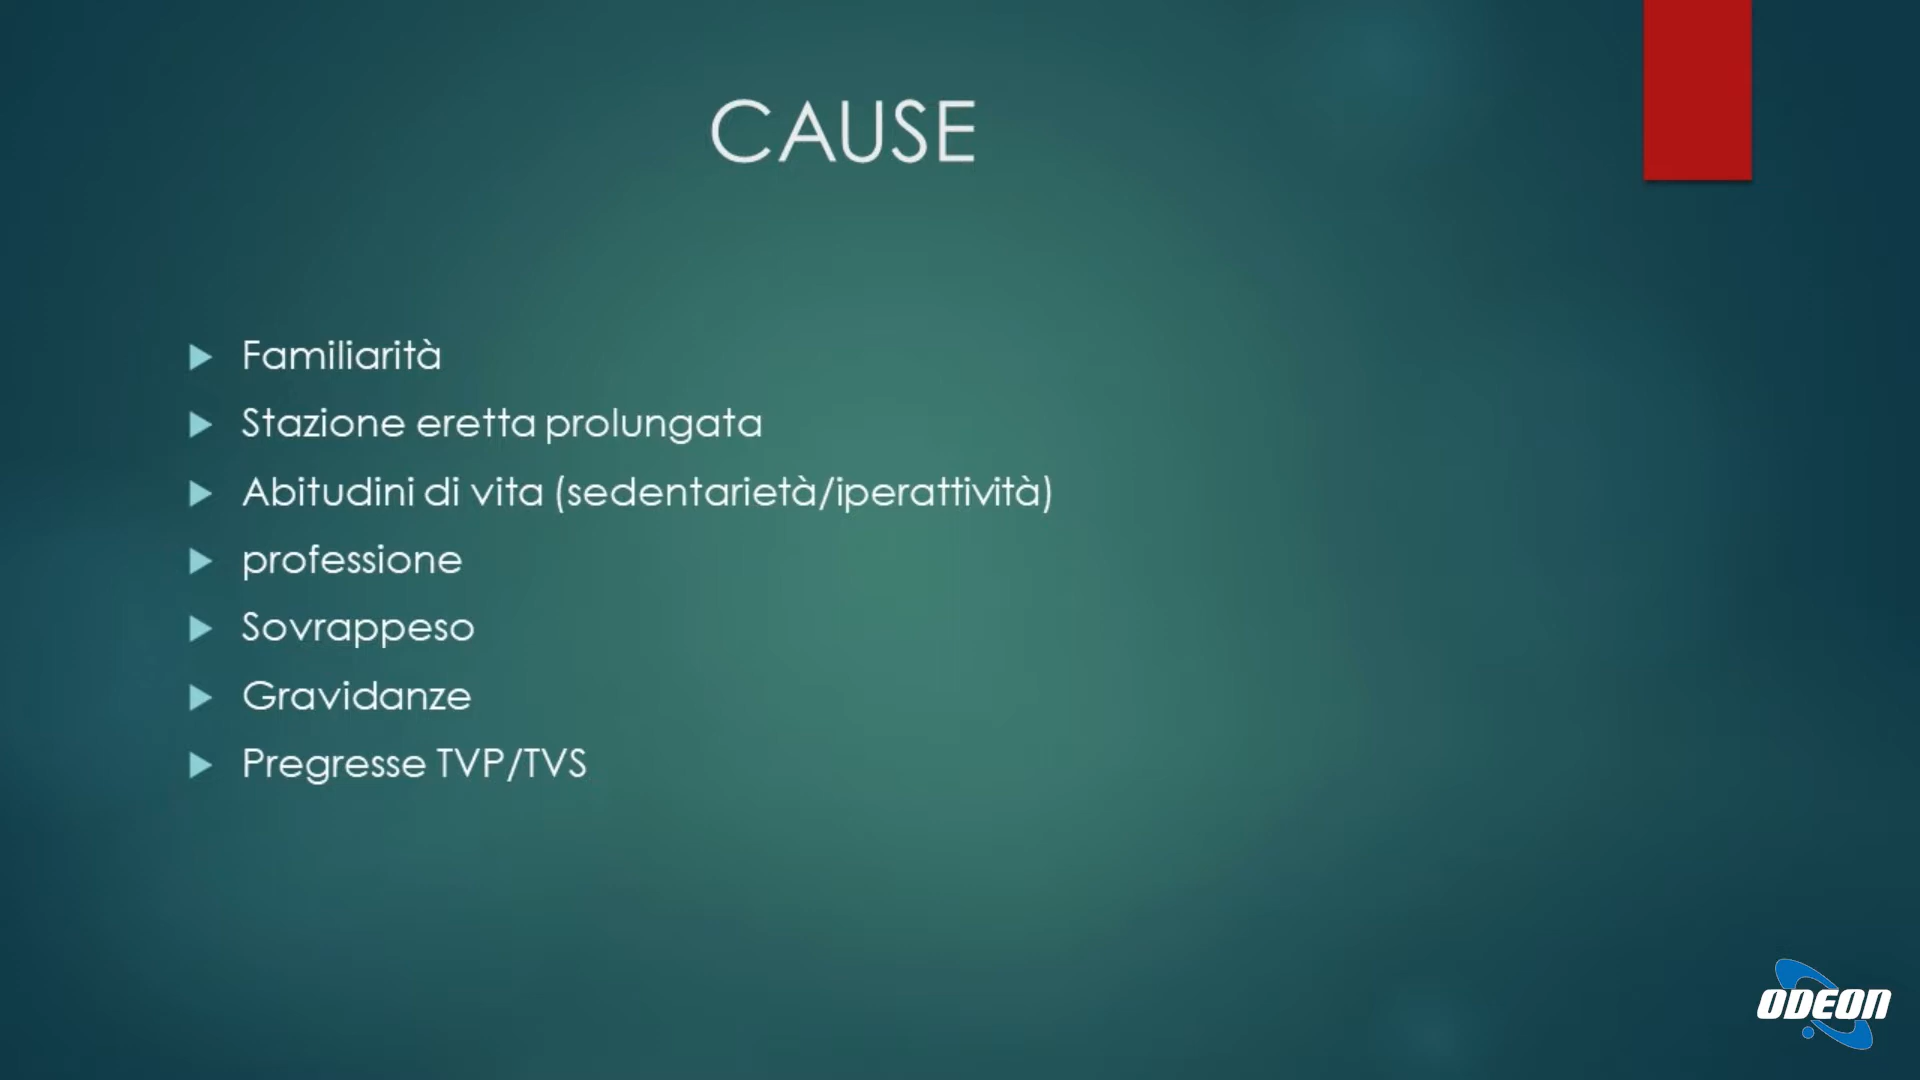 CAUSE
Familiarità
Stazione eretta prolungata
Abitudini di vita (sedentarietà/iperattività)
professione
Sovrappeso
Gravidanze
Pregresse TVP/TVS
ODEON